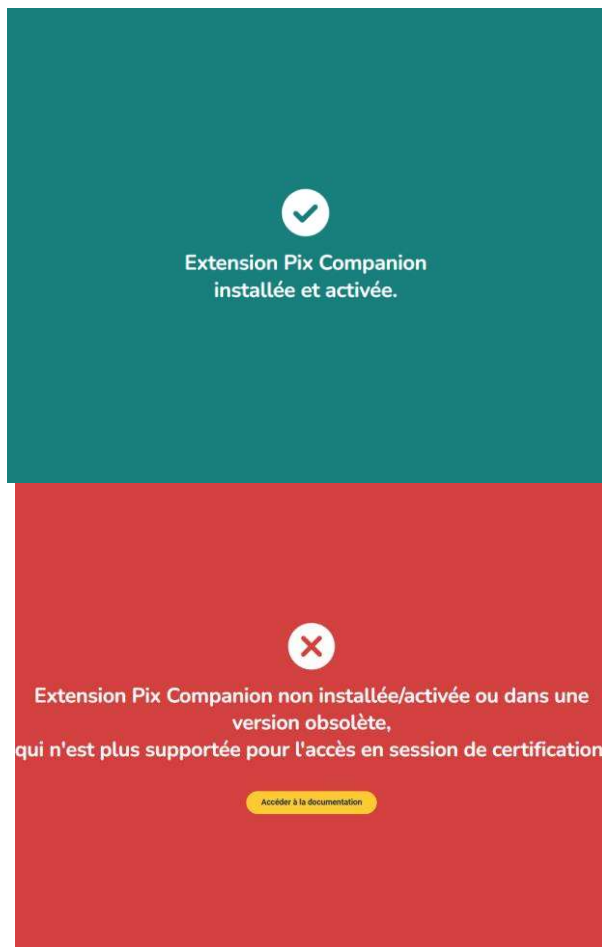 Extension Pix Companion
installée et activée.
Extension Pix Companion non installée/activée ou dans une
version obsolète,
qui n'est plus supportée pour l'accès en session de certification
Accéder à la documentation